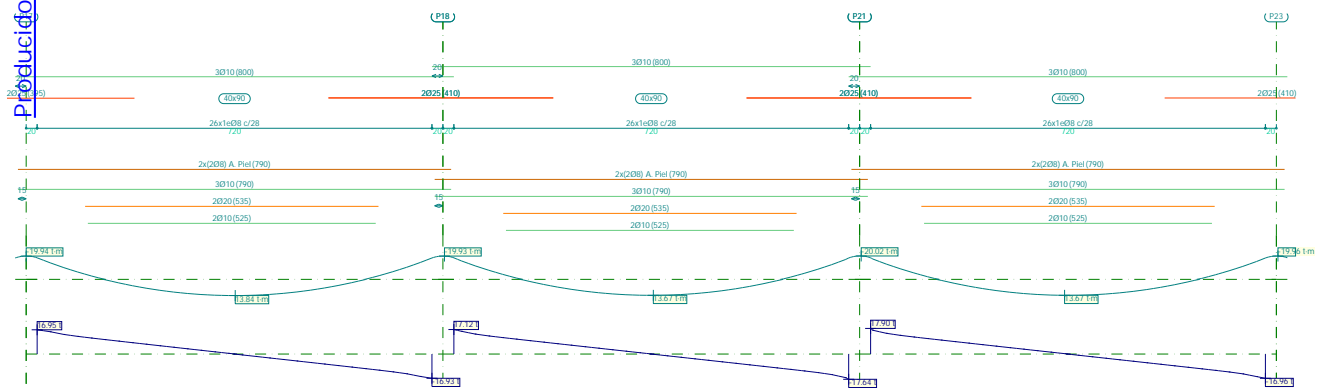 Producido
P18
P21
P23
20
3Ø10 (800)
20
3Ø10 (800)
20
3Ø10 (800)
40x90
2Ø25 (410)
40x90
2Ø25 (410)
40x90
2Ø25 (410)
26x1eØ8 c/28
26x1eØ8 c/28
26x1eØ8 c/28
20
720
20
20
720
20
20
720
20
2x(2Ø8) A. Piel (790)
2x(2Ø8) A. Piel (790)
2x(2Ø8) A. Piel (790)
15
3Ø10 (790)
15
3Ø10 (790)
15
3Ø10 (790)
2Ø20 (535)
2Ø20 (535)
2Ø20 (535)
2Ø10 (525)
2Ø10 (525)
2Ø10 (525)
-19.94 t·m
-19.93 t·m
-20.02 t·m
-19.96 t·m
13.84 t·m
13.67 t·m
13.67 t·m
16.95 t
17.12 t
17.90 t
-16.93 t
-17.64 t
-16.96 t